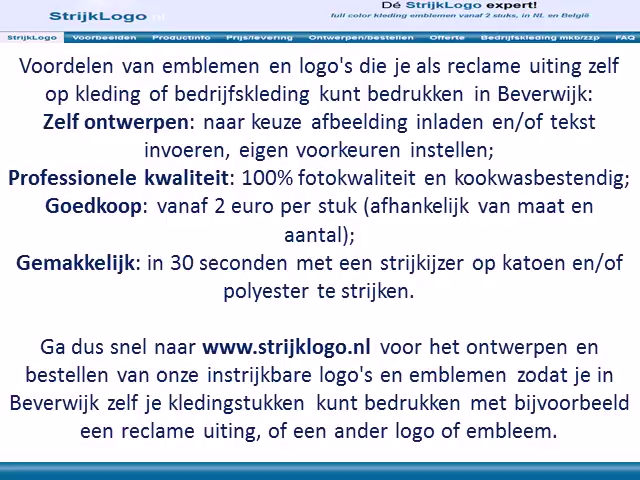 StrijkLogo.nl
Dé StrijkLogo expert!
full color kleding emblemen vanaf 2 stuks, in NL en België
StrijkLogo Voorbeelden Productinfo Prijs/levering Ontwerpen/bestellen Offerte Bedrijfskleding mkb/zzp FAQ
Voordelen van emblemen en logo's die je als reclame uiting zelf
op kleding of bedrijfskleding kunt bedrukken in Beverwijk:
Zelf ontwerpen: naar keuze afbeelding inladen en/of tekst
invoeren, eigen voorkeuren instellen;
Professionele kwaliteit: 100% fotokwaliteit en kookwasbestendig;
Goedkoop: vanaf 2 euro per stuk (afhankelijk van maat en
aantal);
Gemakkelijk: in 30 seconden met een strijkijzer op katoen en/of
polyester te strijken.
Ga dus snel naar www.strijklogo.nl voor het ontwerpen en
bestellen van onze instrijkbare logo's en emblemen zodat je in
Beverwijk zelf je kledingstukken kunt bedrukken met bijvoorbeeld
een reclame uiting, of een ander logo of embleem.